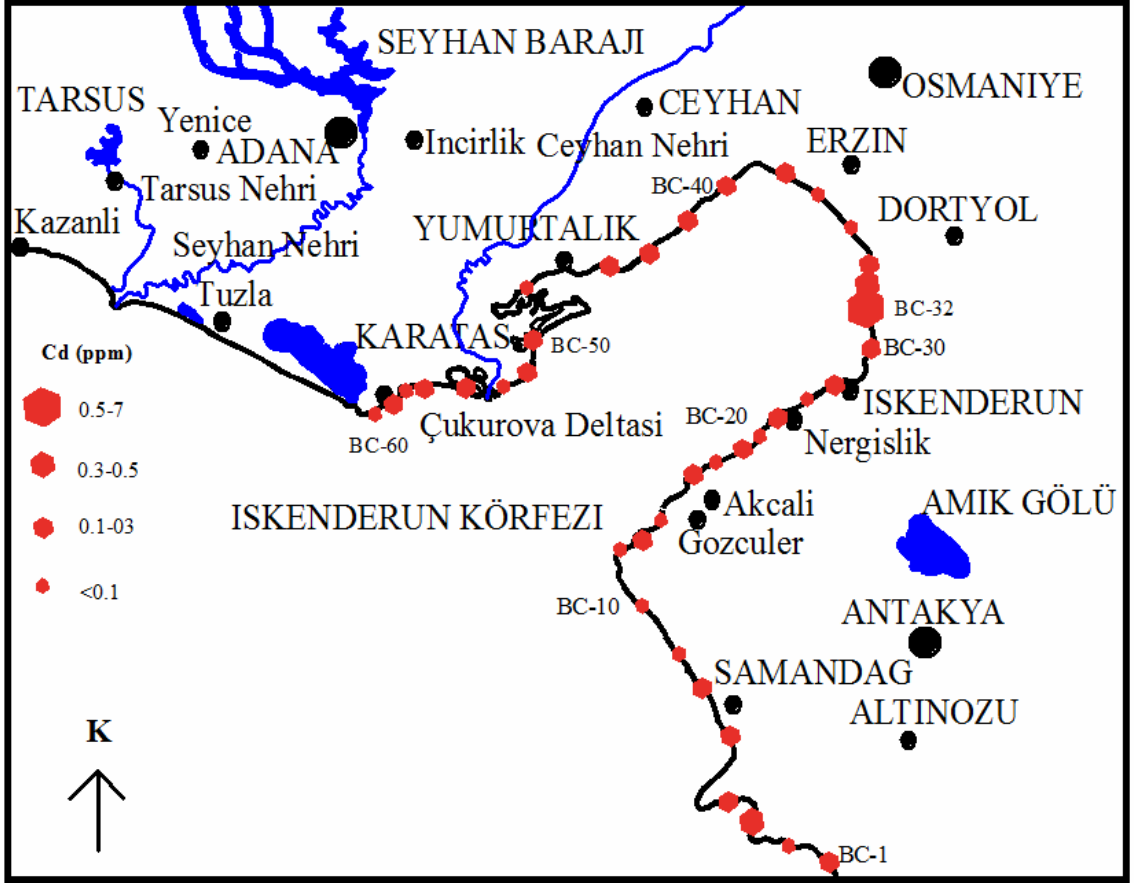 SEYHAN BARAJI
OSMANIYE
TARSUS
CEYHAN
Yenice
ADANA
Incirlik
Ceyhan Nehri
ERZIN
Tarsus Nehri
BC-40
DORTYOL
Kazanli
Seyhan Nehri
YUMURTALIK
Tuzla
BC-32
KARATAS
BC-50
BC-30
Cd (ppm)
0.5-7
0.3-0.5
0.1-03
<0.1
ISKENDERUN
BC-20
Çukurova Deltasi
Nergislik
BC-60
Akcali
AMIK GÖLÜ
ISKENDERUN KÖRFEZI
Gozculer
BC-10
ANTAKYA
SAMANDAG
ALTINOZU
K
BC-1